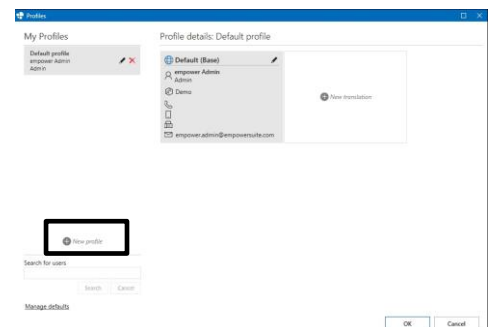 Profiles
My Profiles
Default profile
empower Admin
Admin
New profile
Search for users
Search
Cancel
Manage defaults
Profile details: Default profile
Default (Base)
empower Admin
Admin
Demo
empower.admin@empowersuite.com
New translation
OK
Cancel